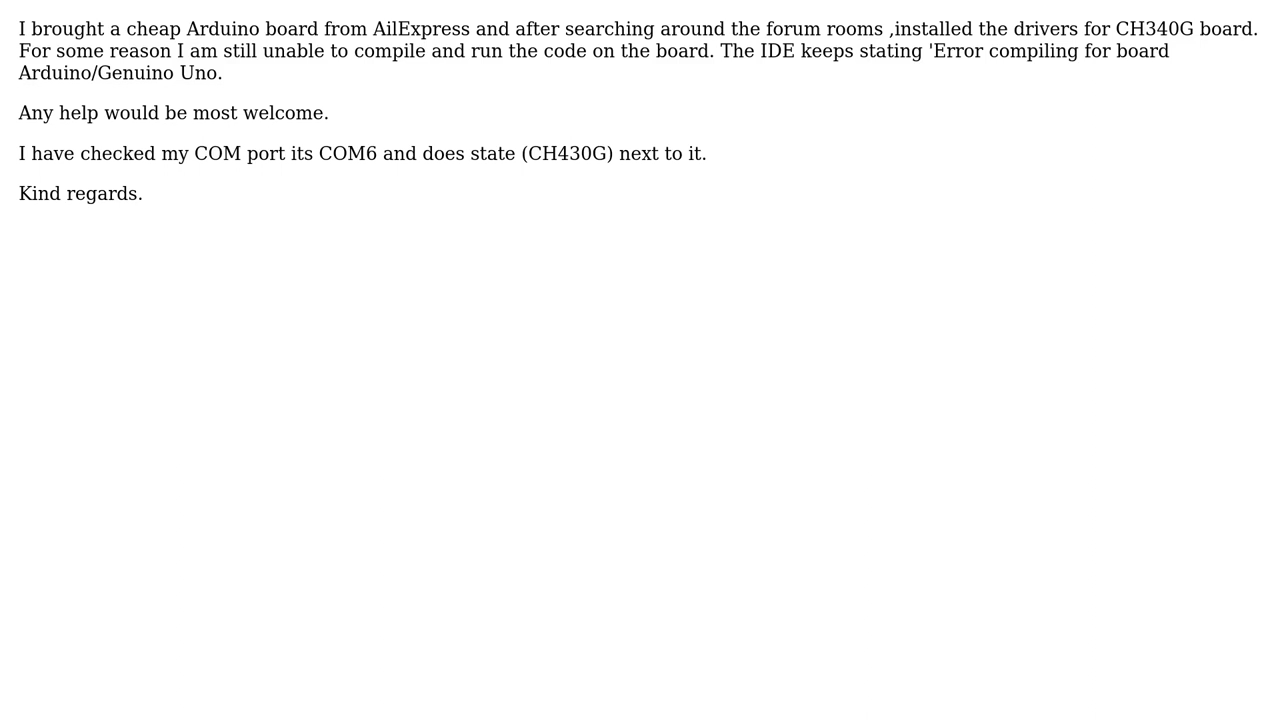 I brought a cheap Arduino board from AilExpress and after searching around the forum rooms ,installed the drivers for CH340G board.
For some reason I am still unable to compile and run the code on the board. The IDE keeps stating 'Error compiling for board
Arduino/Genuino Uno.
Any help would be most welcome.
I have checked my COM port its COM6 and does state (CH430G) next to it.
Kind regards.